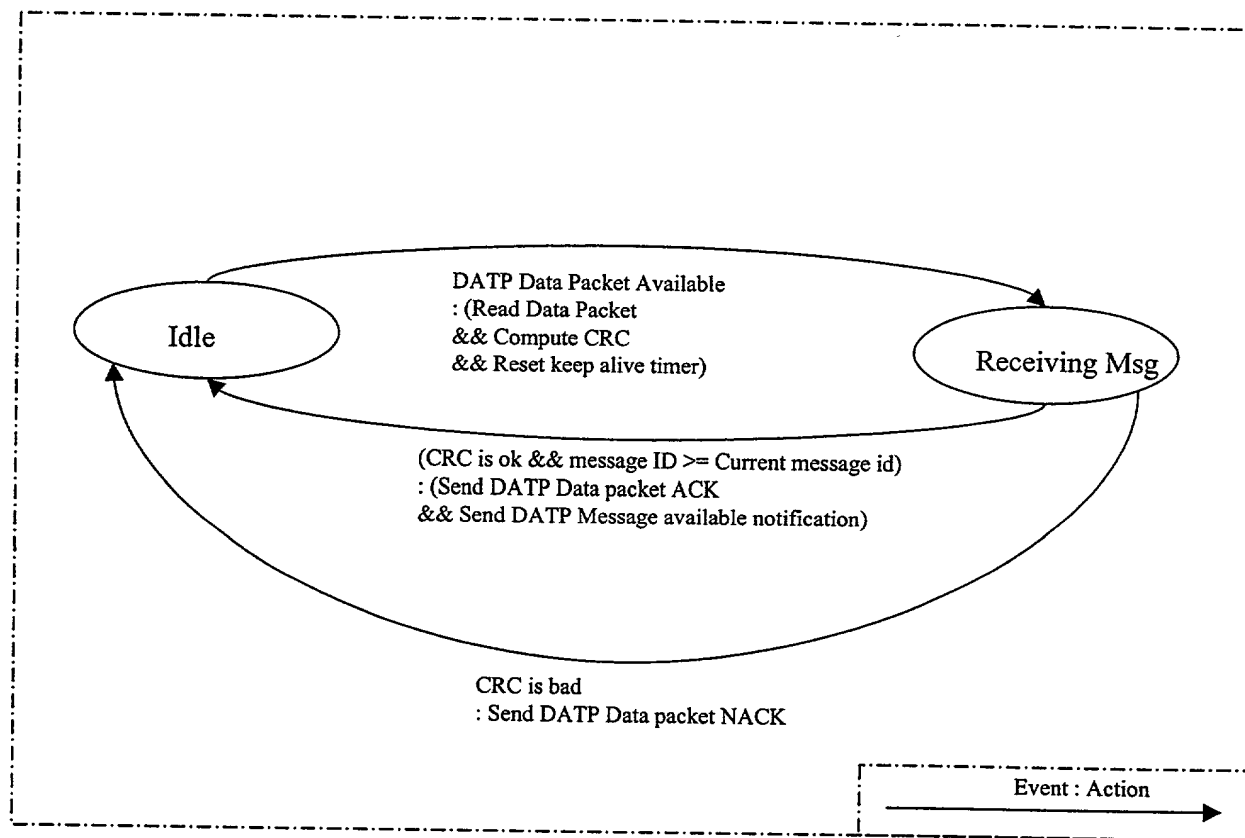 DATP Data Packet Available
: (Read Data Packet
&& Compute CRC
&& Reset keep alive timer)
Idle
Receiving Msg
(CRC is ok && message ID >= Current message id)
: (Send DATP Data packet ACK
&& Send DATP Message available notification)
CRC is bad
: Send DATP Data packet NACK
Event : Action